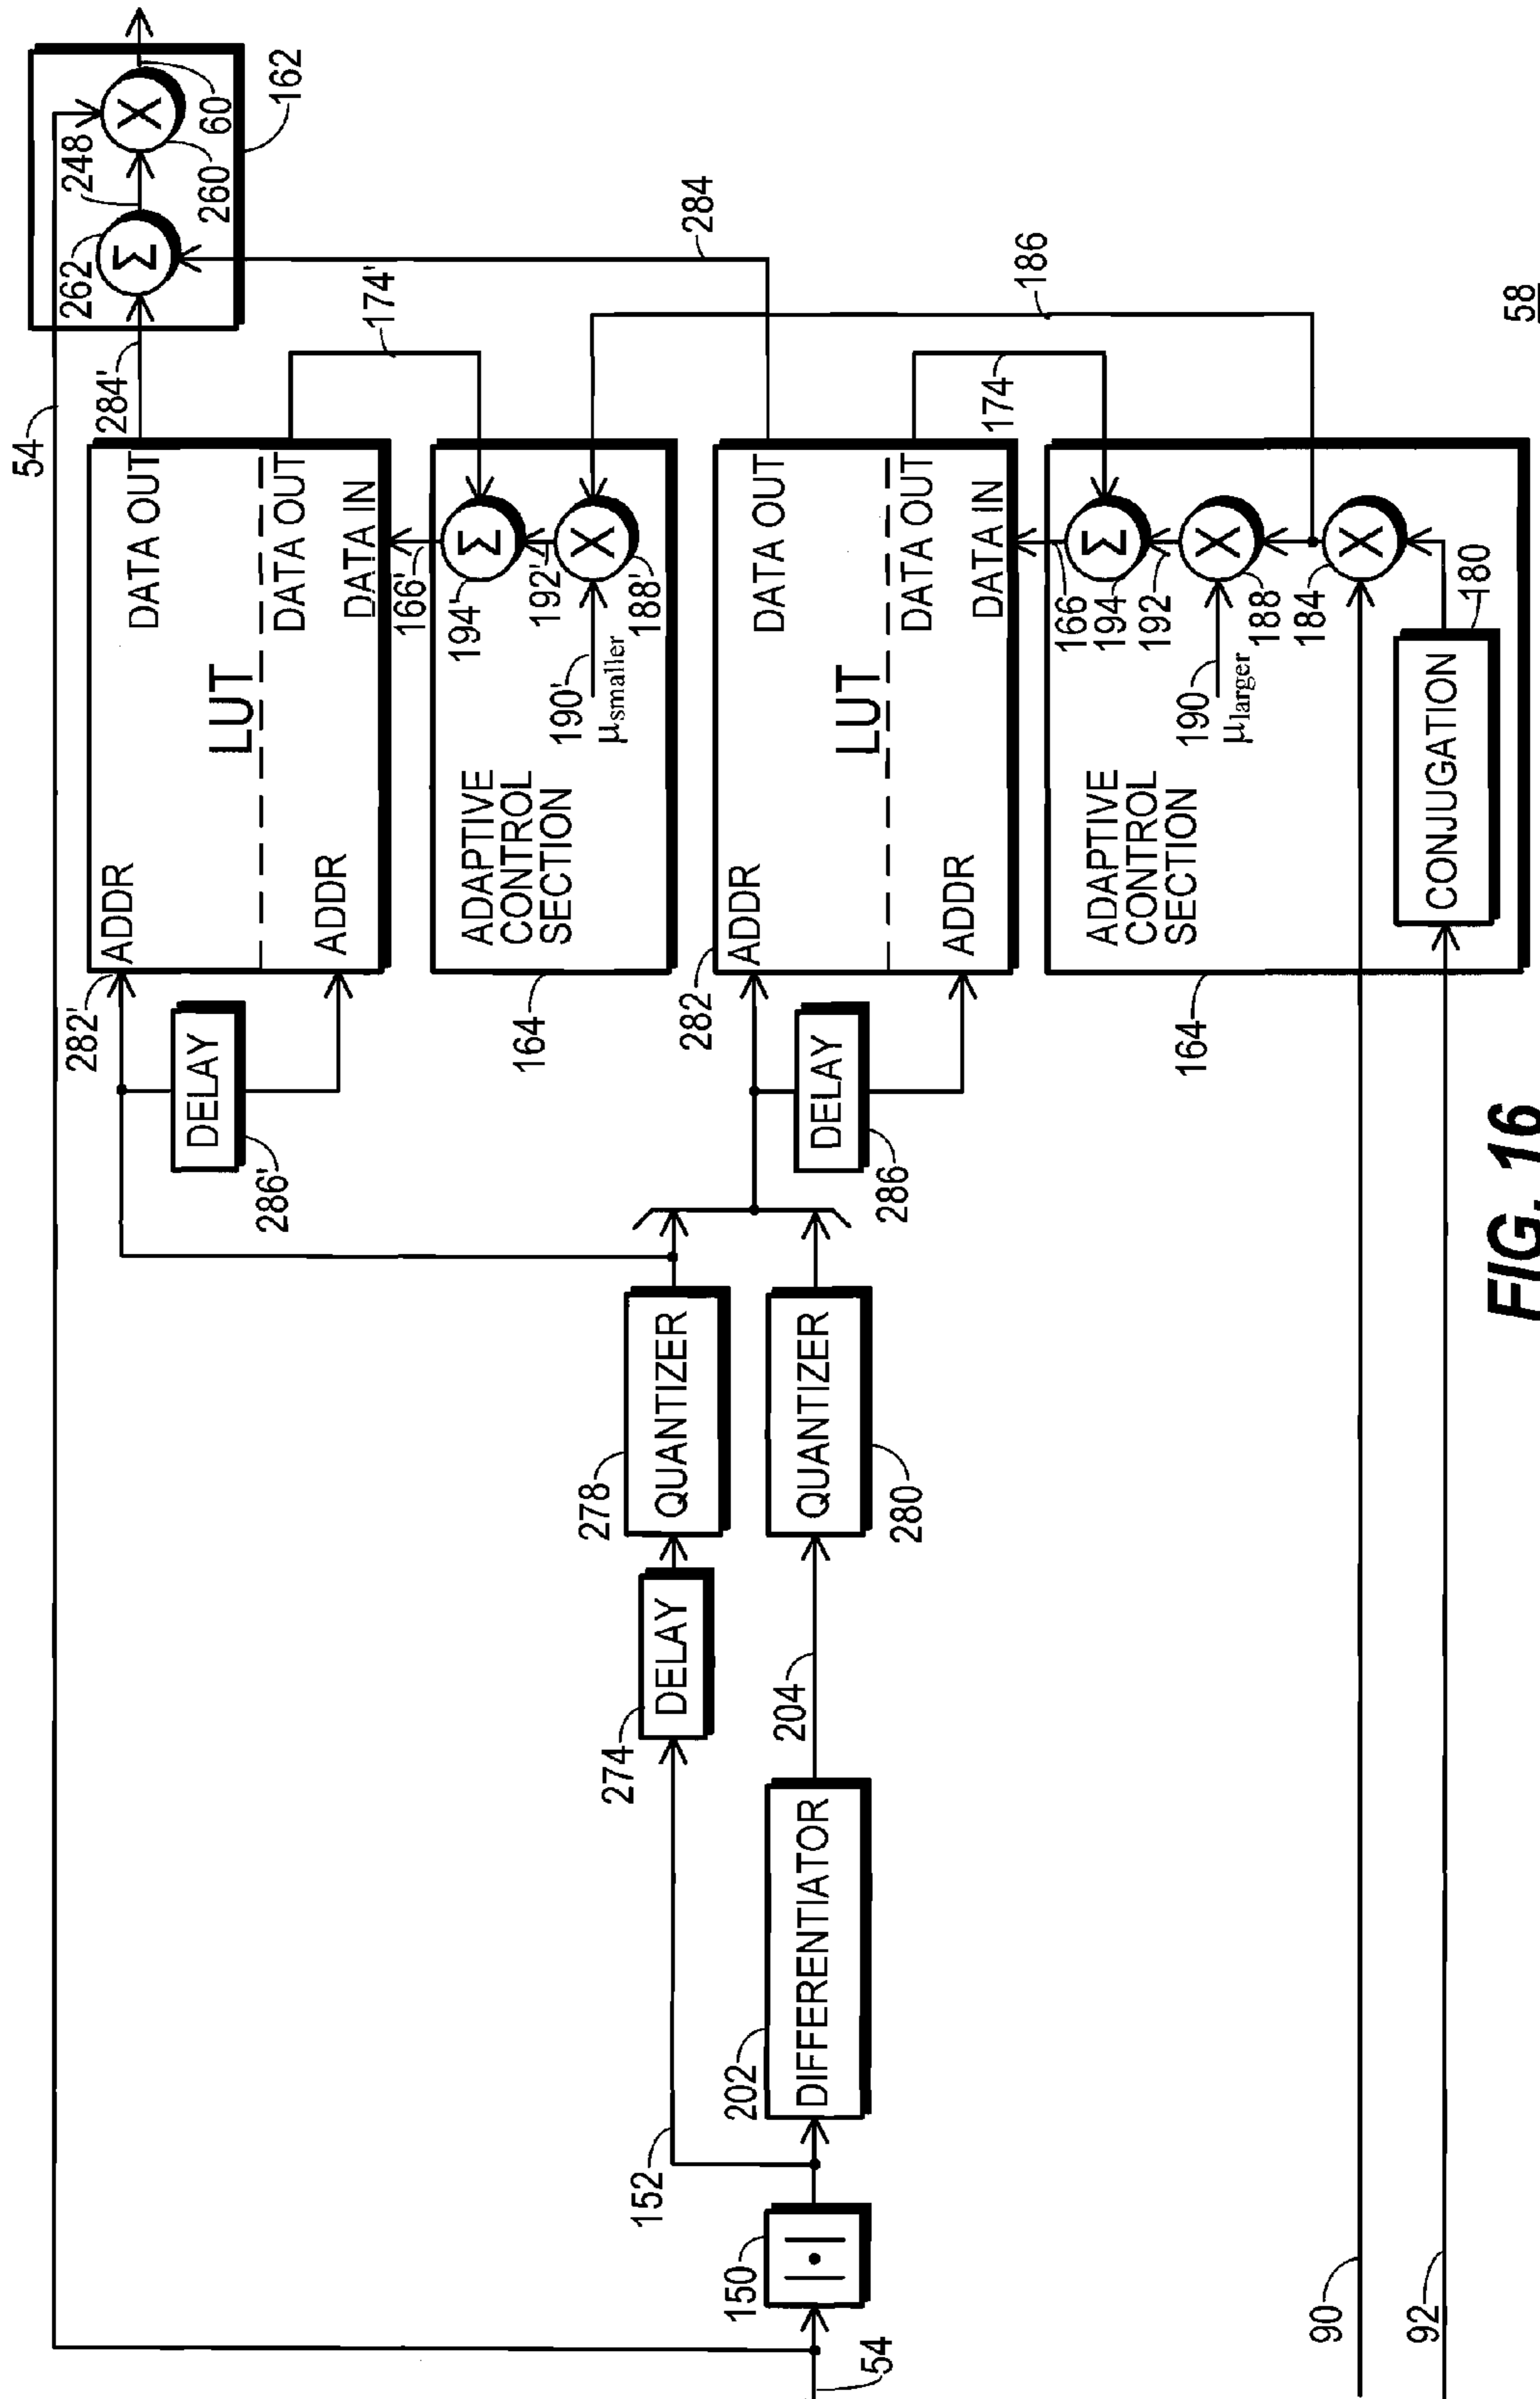 54
150
|•|
152
202
DIFFERENTIATOR
204
274
DELAY
278
QUANTIZER
280
QUANTIZER
54
282'
286'
DELAY
ADDR
LUT
DATA OUT
ADDR
DATA OUT
DATA IN
284'
174'
262
Σ
248
X
260
60
162
164
ADAPTIVE
CONTROL
SECTION
166'
194'
Σ
192'
X
188'
190'
μsmaller
282
286
DELAY
ADDR
LUT
DATA OUT
ADDR
DATA OUT
DATA IN
284
174
186
164
ADAPTIVE
CONTROL
SECTION
166
194
Σ
192
X
188
190
μlarger
184
X
180
CONJUGATION
90
92
58
FIG. 16